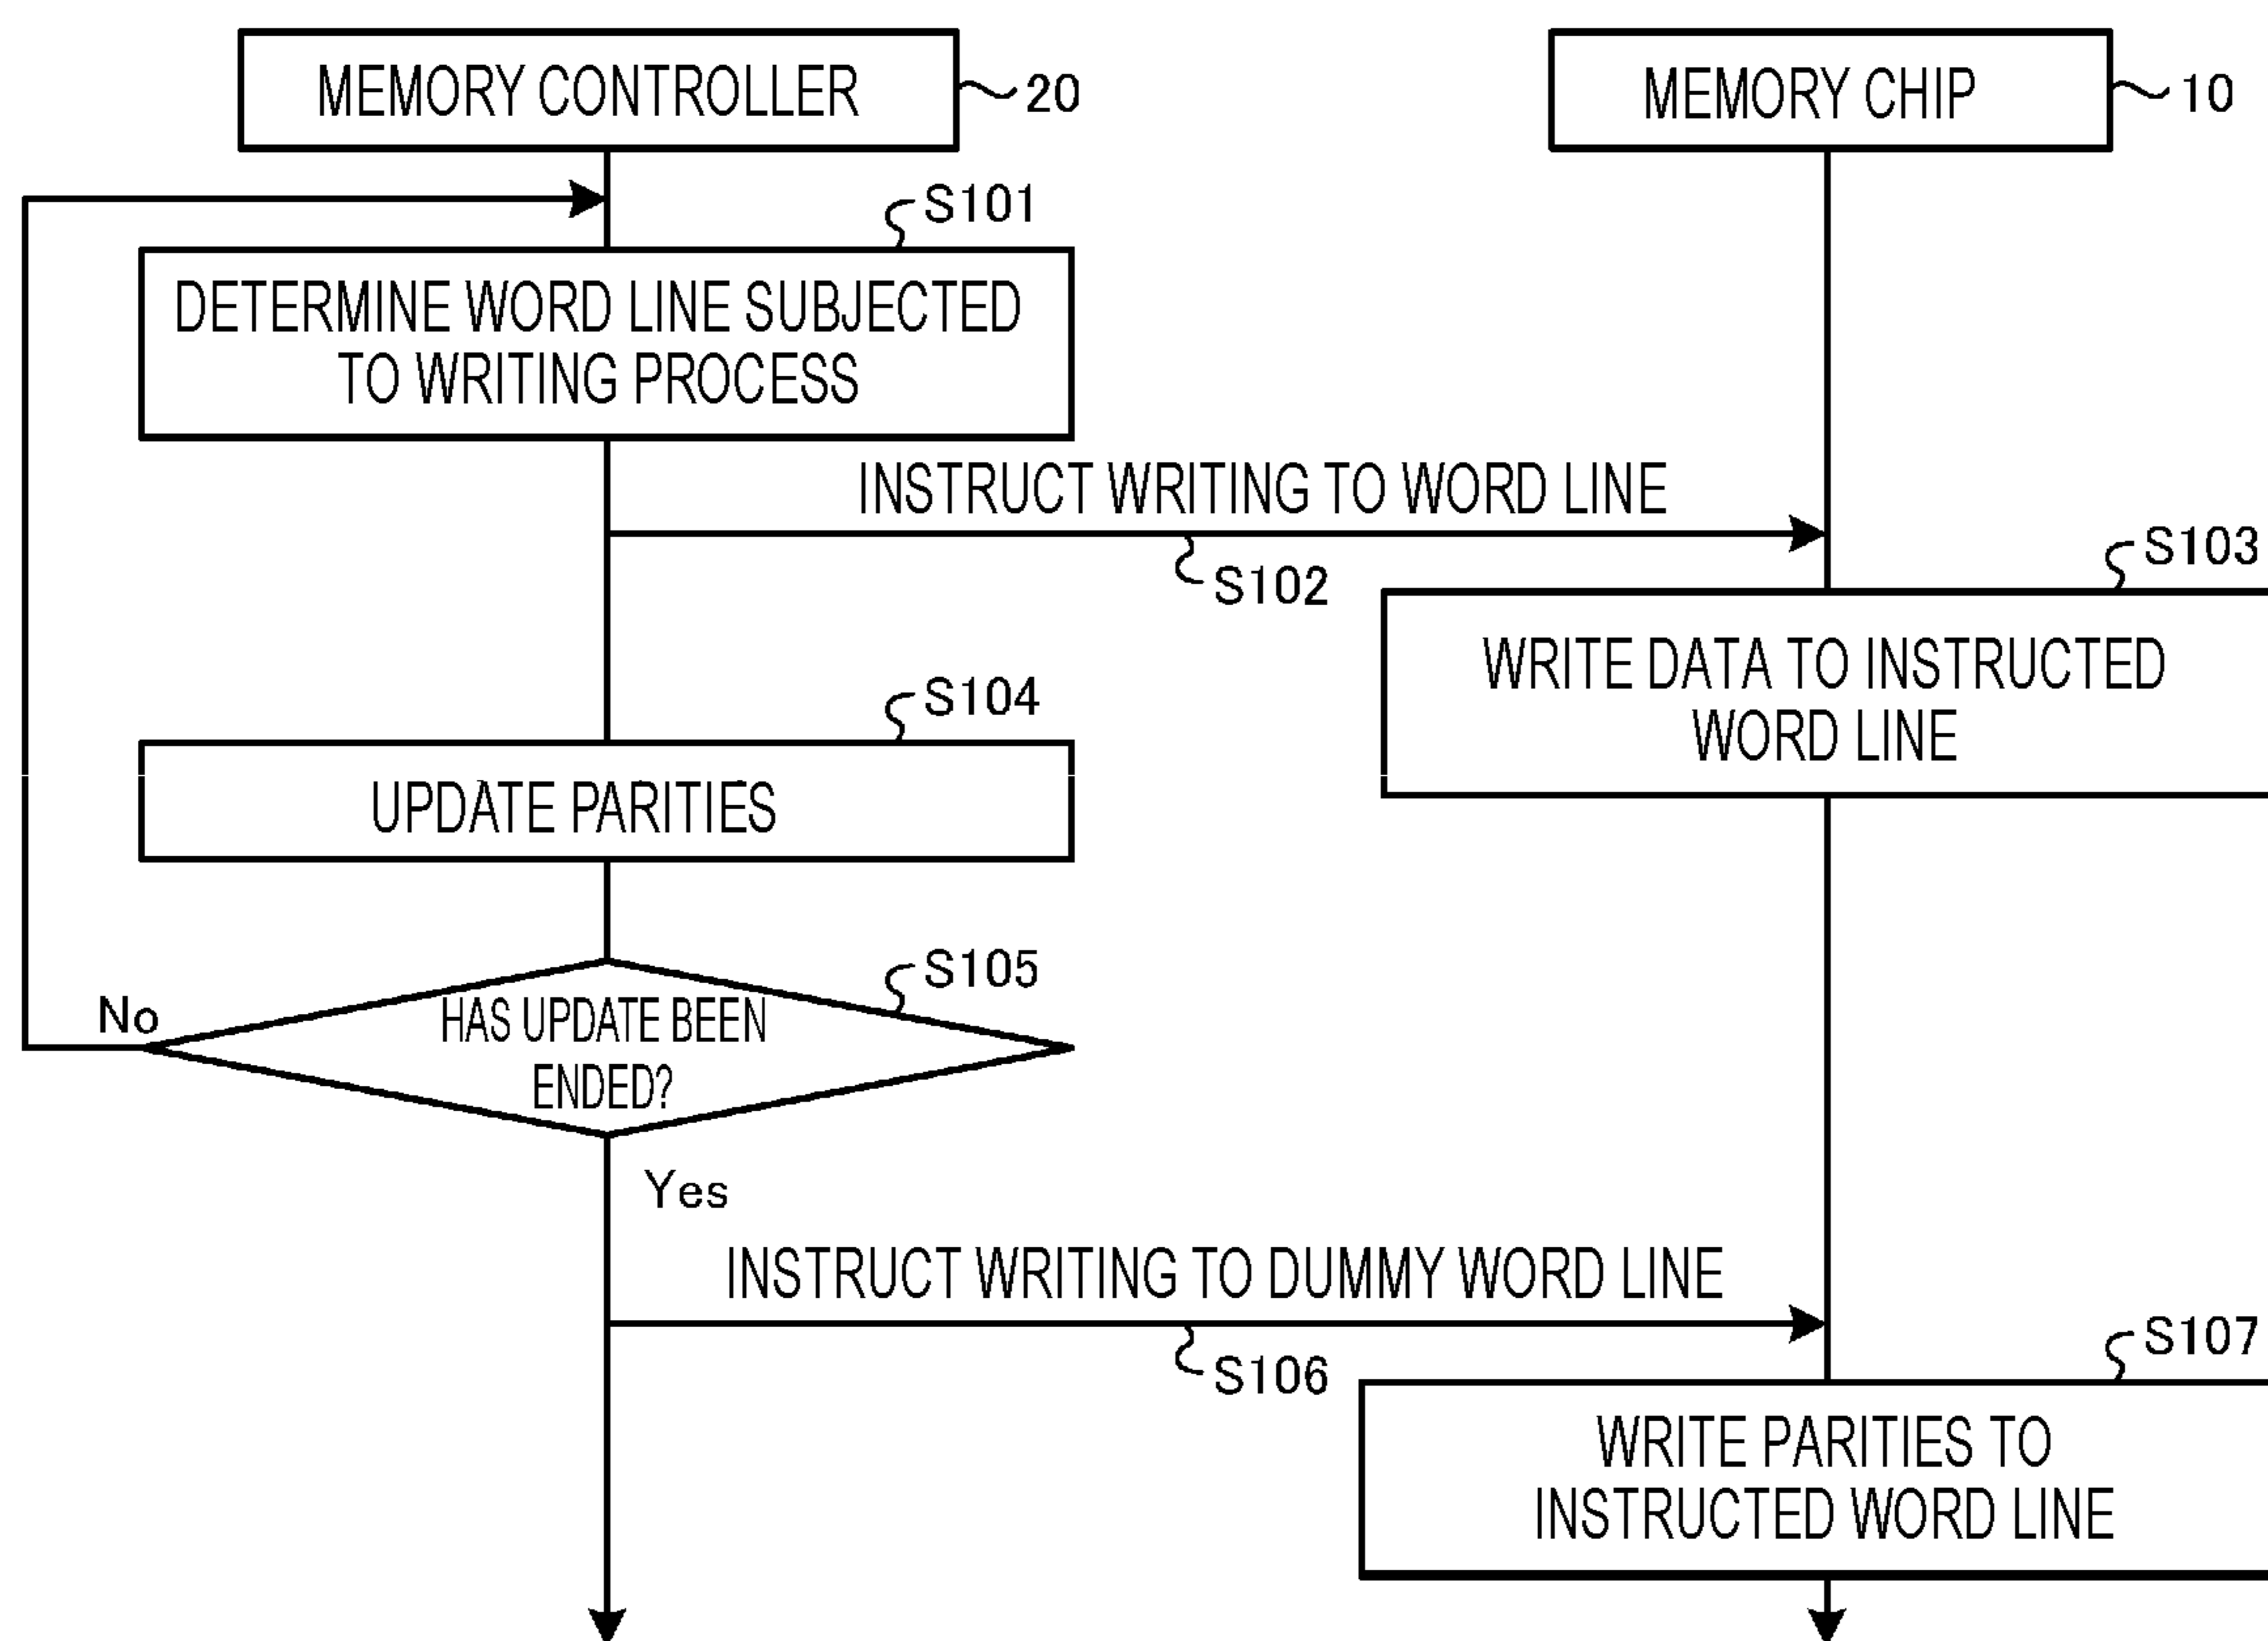 MEMORY CONTROLLER
20
MEMORY CHIP
10
S101
DETERMINE WORD LINE SUBJECTED
TO WRITING PROCESS
INSTRUCT WRITING TO WORD LINE
S102
S103
WRITE DATA TO INSTRUCTED
WORD LINE
S104
UPDATE PARITIES
S105
HAS UPDATE BEEN
ENDED?
No
Yes
INSTRUCT WRITING TO DUMMY WORD LINE
S106
S107
WRITE PARITIES TO
INSTRUCTED WORD LINE